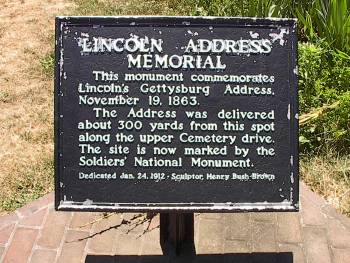 LINCOLN ADDRESS
MEMORIAL
This monument commemorates
Lincoln's Gettysburg Address,
November 19, 1863.
The Address was delivered
about 300 yards from this spot
along the upper Cemetery drive.
The site is now marked by the
Soldiers' National Monument.
Dedicated Jan. 24, 1912 · Sculptor, Henry Bush-Brown